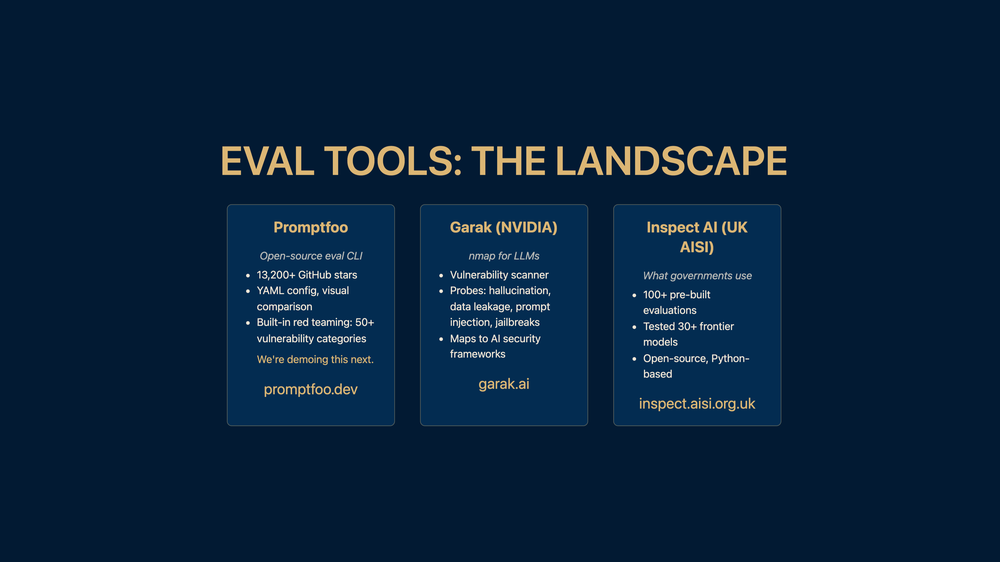 EVAL TOOLS: THE LANDSCAPE
Promptfoo
Open-source eval CLI
• 13,200+ GitHub stars
• YAML config, visual
comparison
• Built-in red teaming: 50+
vulnerability categories
We're demoing this next.
promptfoo.dev
Garak (NVIDIA)
nmap for LLMs
• Vulnerability scanner
• Probes: hallucination,
data leakage, prompt
injection, jailbreaks
• Maps to AI security
frameworks
garak.ai
Inspect AI (UK
AISI)
What governments use
• 100+ pre-built
evaluations
• Tested 30+ frontier
models
• Open-source, Python-
based
inspect.aisi.org.uk